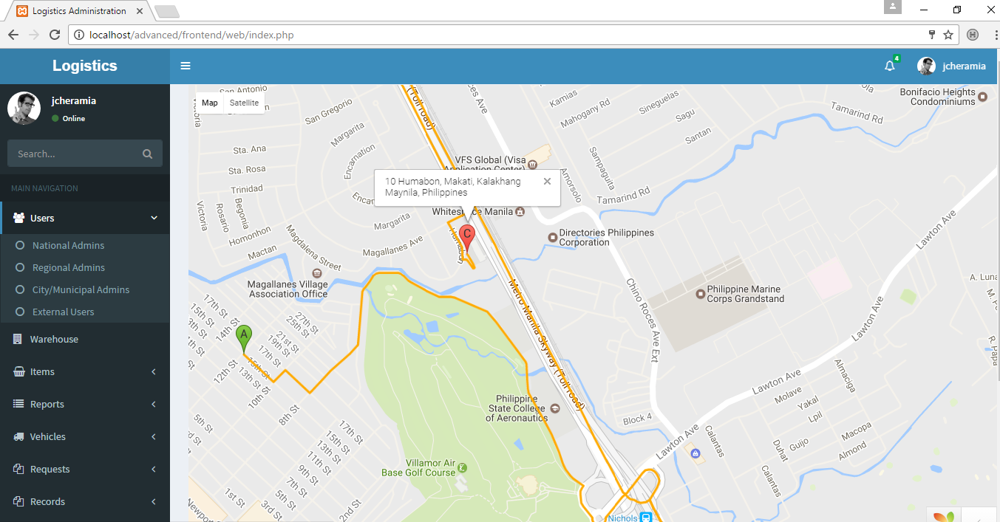 Logistics Administration
localhost/advanced/frontend/web/index.php
H
Logistics
4
jcheramia
jcheramia
Online
Search...
MAIN NAVIGATION
Users
National Admins
Regional Admins
City/Municipal Admins
External Users
Warehouse
Items
Reports
Vehicles
Requests
Records
Map
Satellite
San Antonio
Victoria
San Gregorio
Margarita
Encarnation
Sta. Ana
Sta. Rosa
Trinidad
Rosario
Begonia
Victoria
Homonhon
Mactan
Magdalena Street
Margarita
Magallanes Ave
(Toll road)
Roces Ave
Kamias
Mahogany Rd
Sineguelas
Sagu
Santan
Bonifacio Heights
Condominiums
Tamarind Rd
VFS Global (Visa
Application Center)
Amorsolo
Sampaguita
Tamarind Rd
10 Humabon, Makati, Kalakhang
Maynila, Philippines
Whitespace Manila
C
Humabon
Directories Philippines
Corporation
Lawton Ave
Magallanes Village
Association Office
Metro Manila Skyway (Toll road)
Chino Roces Ave Ext
Philippine Marine
Corps Grandstand
A. Luna
Lawton Ave
R. Papa
17th St
15th St
13th St
14th St
27th St
25th St
21st St
19th St
17th St
A
15th St
12th St
13th St
10th St
8th St
5th St
Philippine
State College
of Aeronautics
Block 4
Lawton Ave
Lawton Ave
Almaciga
Molave
Yakal
Lpil
Macopa
Almond
Guijo
Duhat
Calantas
Calantas
17th St
15th St
13th St
11th St
9th St
7th St
5th St
3rd St
1st St
2nd St
Newport
Villamor Air
Base Golf Course
Nichols